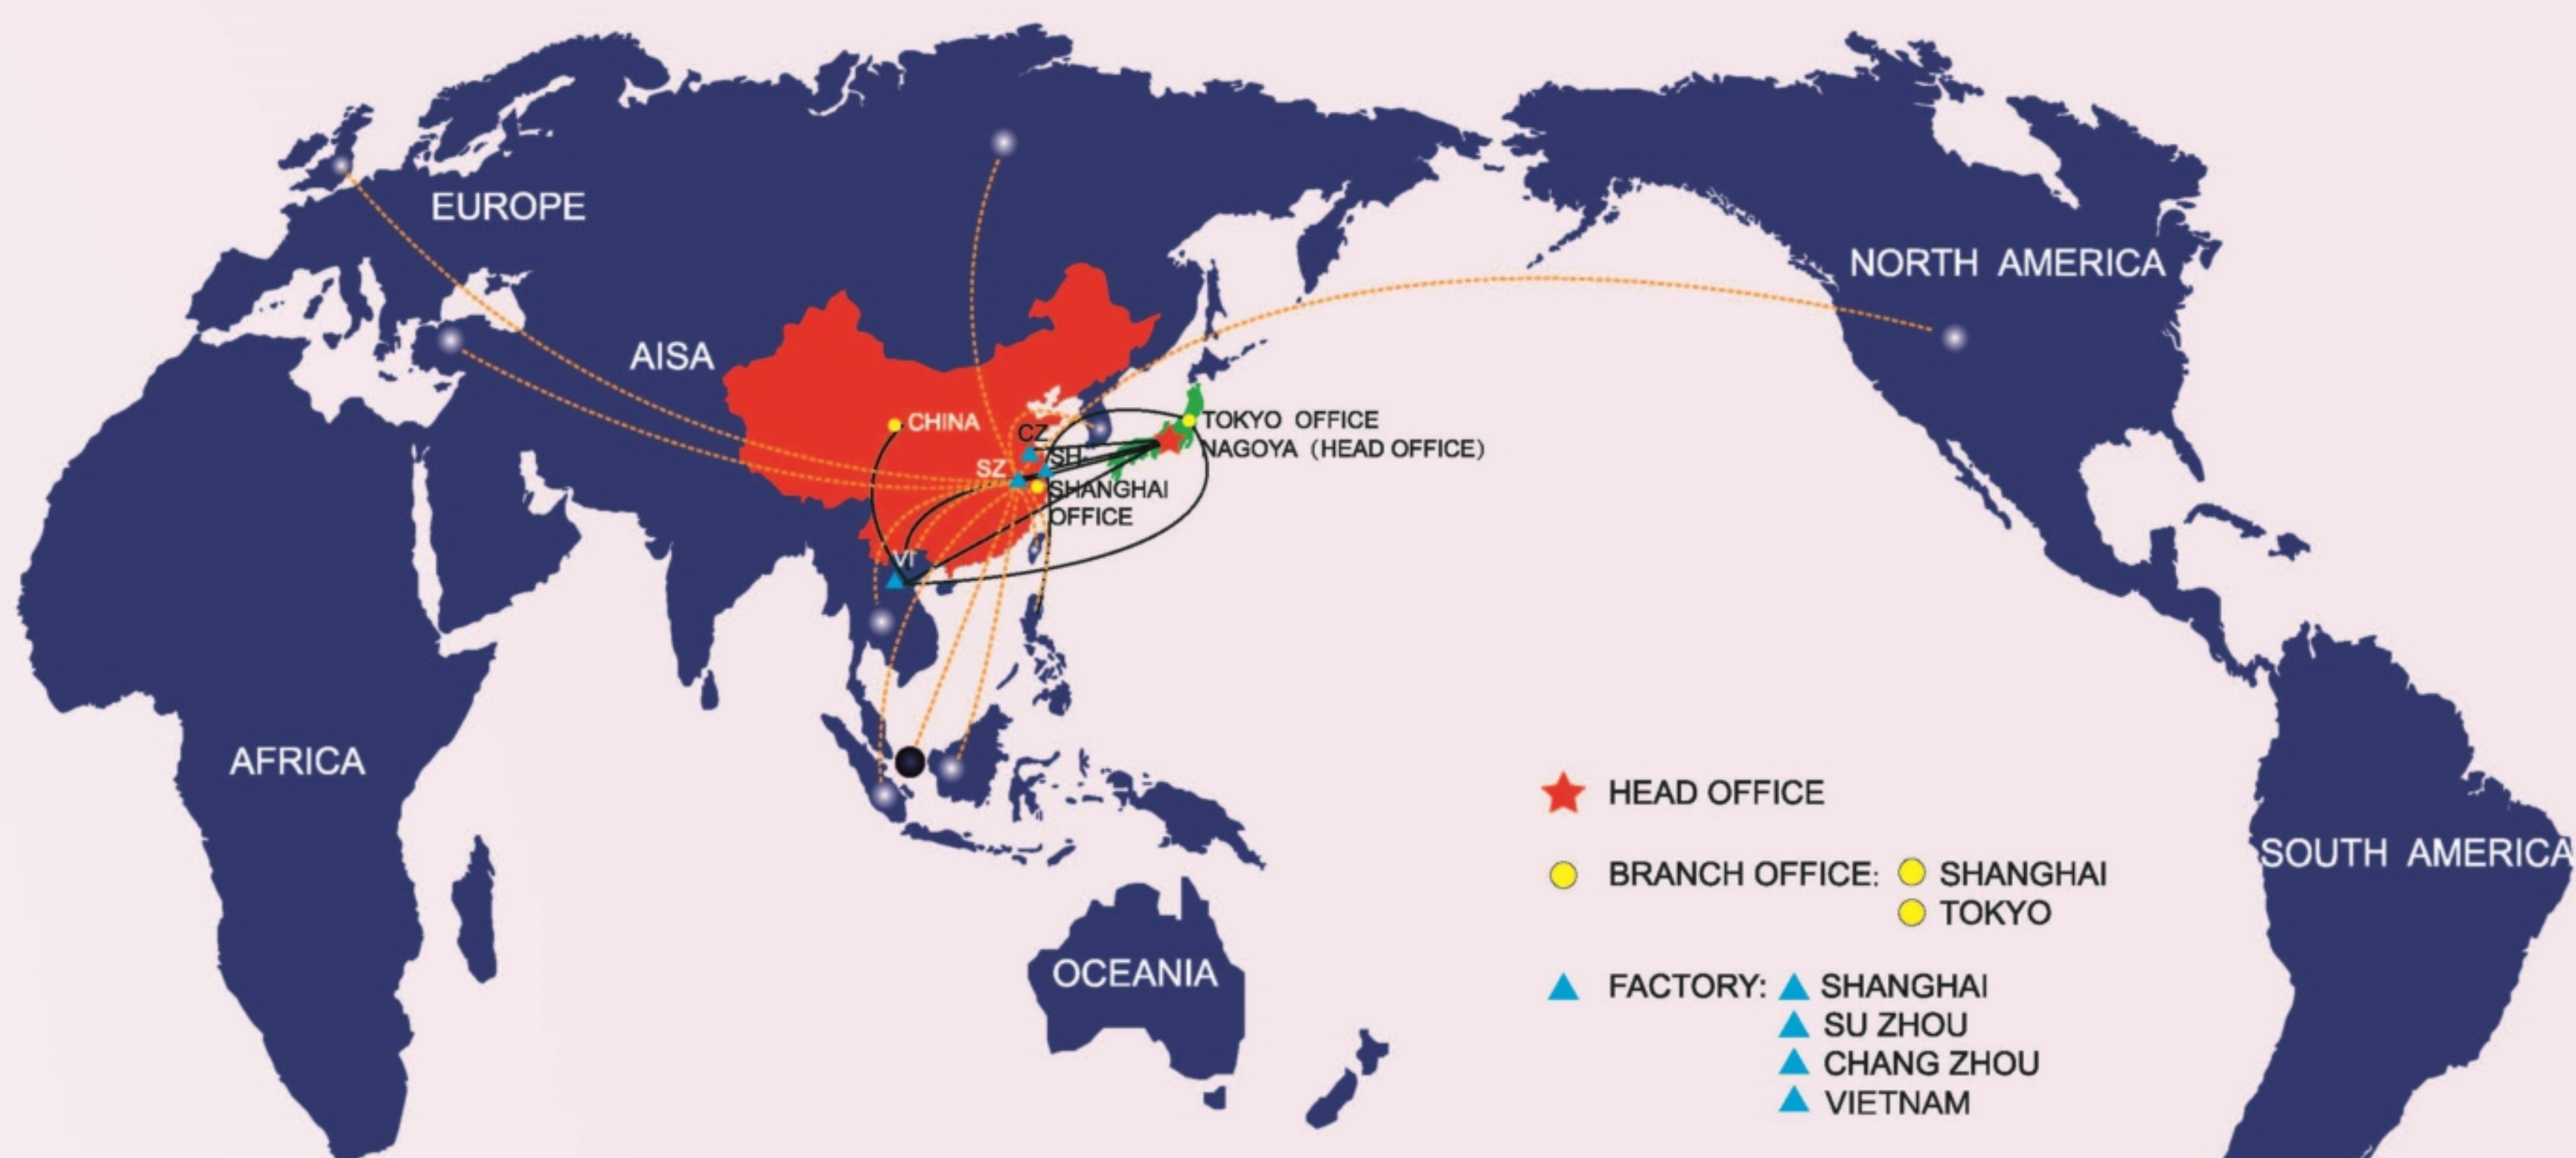 EUROPE
NORTH AMERICA
AISA
CHINA
TOKYO OFFICE
CZ
NAGOYA (HEAD OFFICE)
SH
SZ
SHANGHAI
OFFICE
VI
AFRICA
HEAD OFFICE
SOUTH AMERICA
BRANCH OFFICE: SHANGHAI
TOKYO
OCEANIA
FACTORY: SHANGHAI
SU ZHOU
CHANG ZHOU
VIETNAM